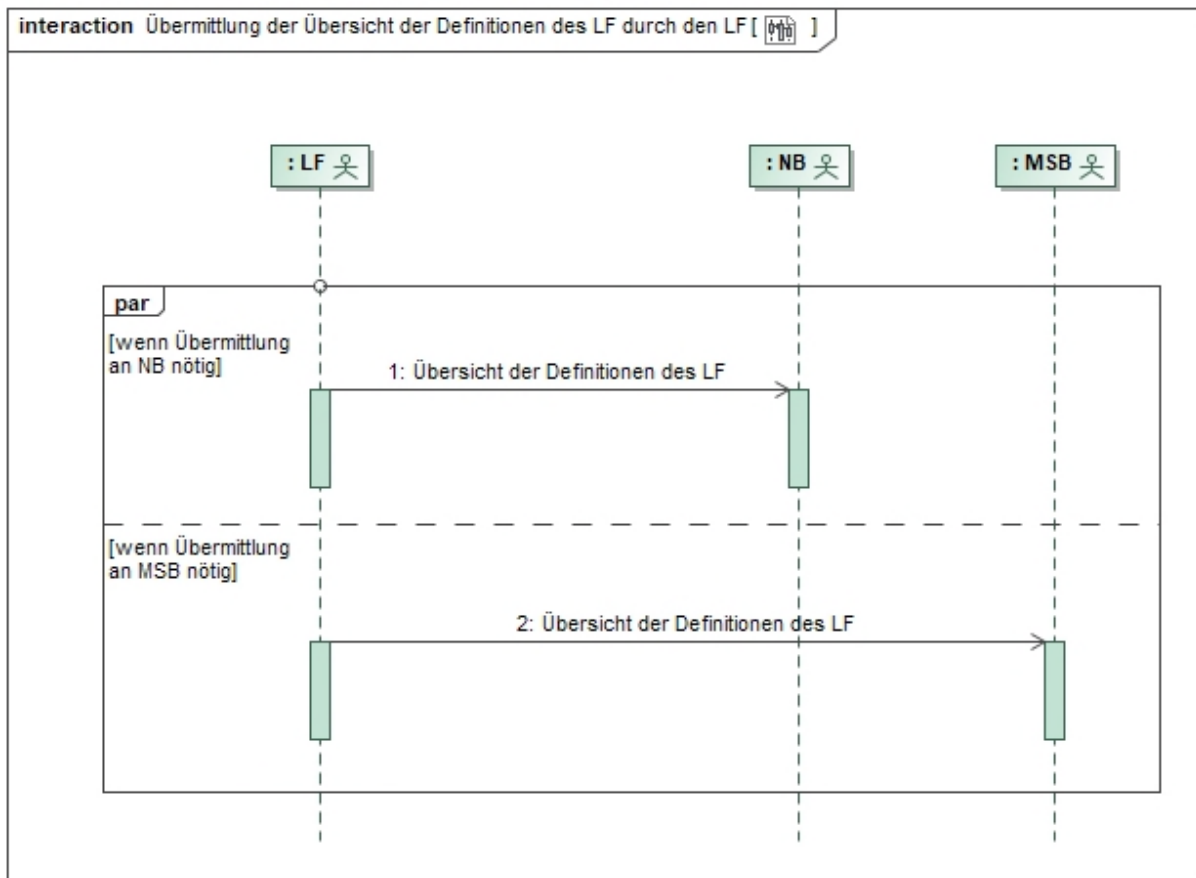 interaction Übermittlung der Übersicht der Definitionen des LF durch den LF [ ]
: LF
: NB
: MSB
par
[wenn Übermittlung
an NB nötig]
1: Übersicht der Definitionen des LF
[wenn Übermittlung
an MSB nötig]
2: Übersicht der Definitionen des LF